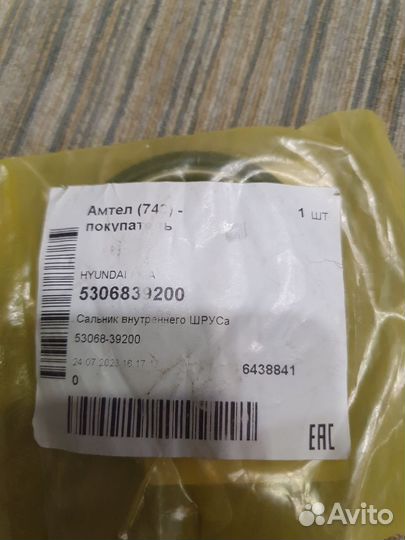 Амтел (742) -
покупатель
1 шт
HYUNDAI
5306839200
Сальник внутреннего ШРУСа
53068-39200
24.07.2023 16:17
6438841
0
EAC
Avito